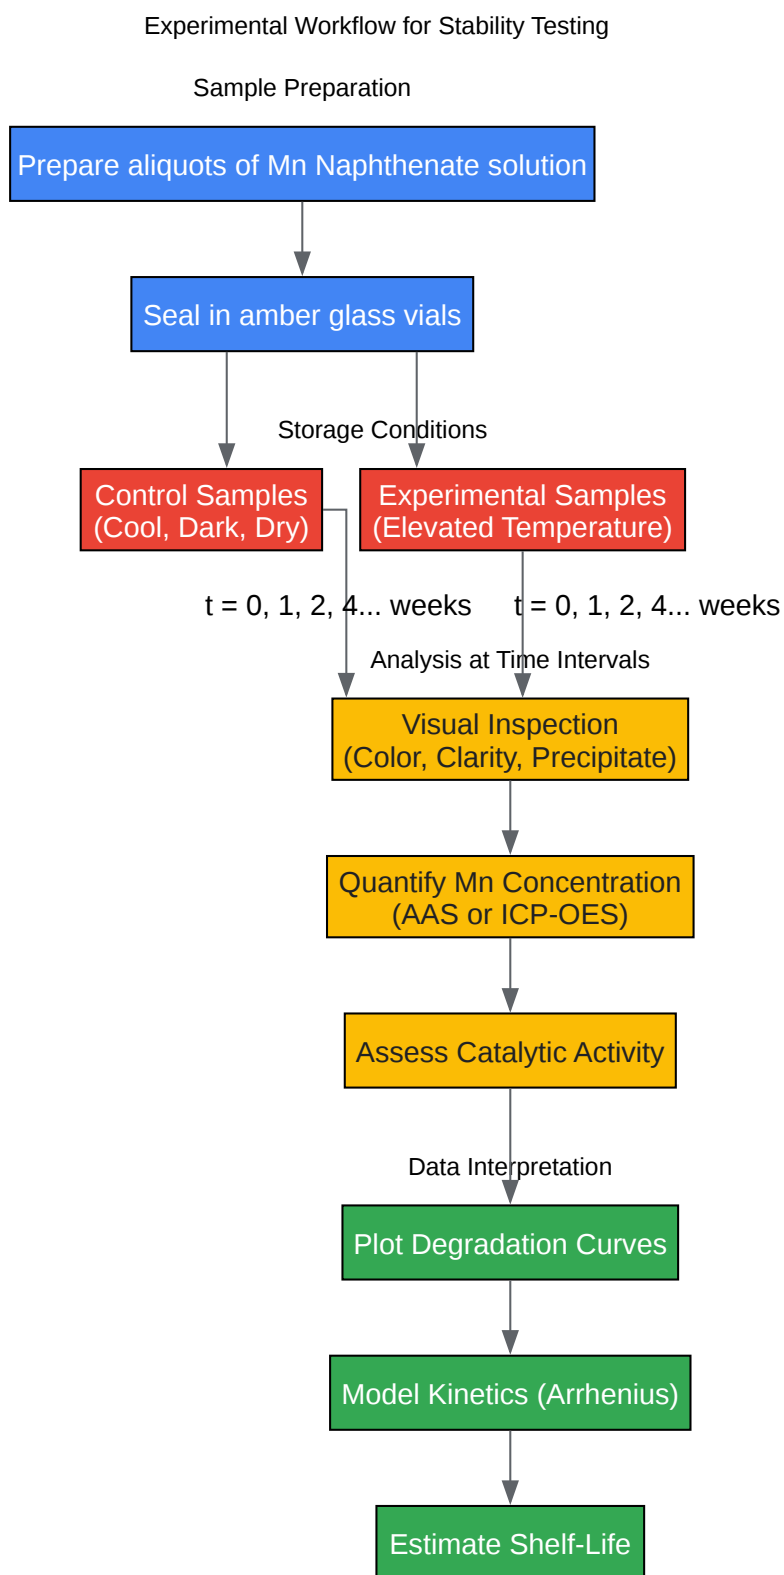 Experimental Workflow for Stability Testing
Sample Preparation
Prepare aliquots of Mn Naphthenate solution
Seal in amber glass vials
Storage Conditions
Control Samples
(Cool, Dark, Dry)
Experimental Samples
(Elevated Temperature)
t = 0, 1, 2, 4... weeks
t = 0, 1, 2, 4... weeks
Analysis at Time Intervals
Visual Inspection
(Color, Clarity, Precipitate)
Quantify Mn Concentration
(AAS or ICP-OES)
Assess Catalytic Activity
Data Interpretation
Plot Degradation Curves
Model Kinetics (Arrhenius)
Estimate Shelf-Life